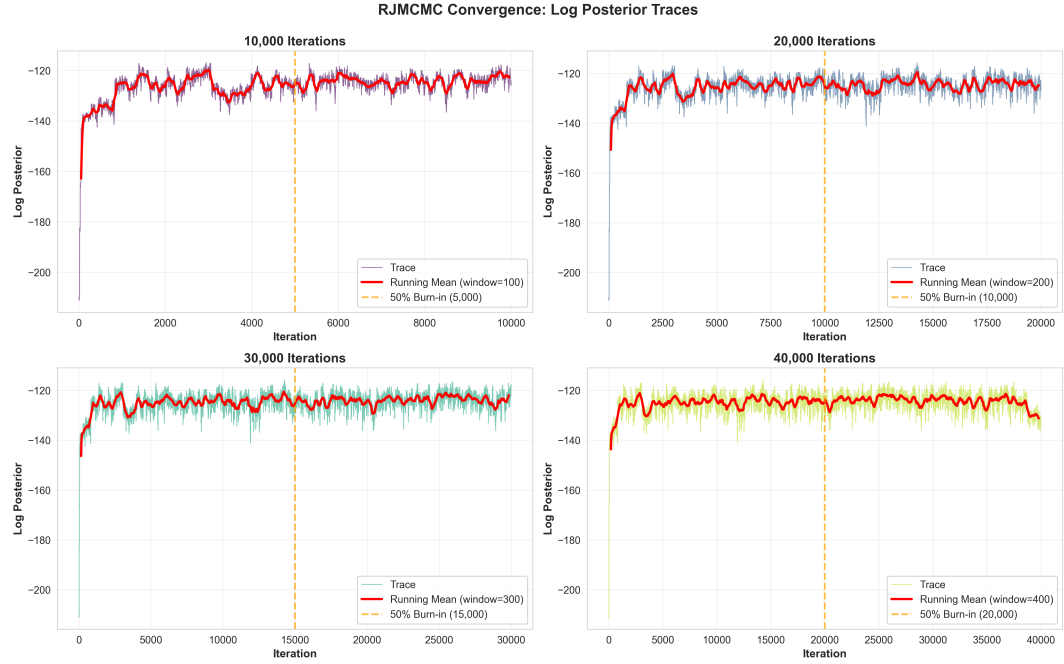 RJMCMC Convergence: Log Posterior Traces
10,000 Iterations
Log Posterior
−120
−140
−160
−180
−200
0
2000
4000
6000
8000
10000
Iteration
Trace
Running Mean (window=100)
50% Burn-in (5,000)
20,000 Iterations
Log Posterior
−120
−140
−160
−180
−200
0
2500
5000
7500
10000
12500
15000
17500
20000
Iteration
Trace
Running Mean (window=200)
50% Burn-in (10,000)
30,000 Iterations
Log Posterior
−120
−140
−160
−180
−200
0
5000
10000
15000
20000
25000
30000
Iteration
Trace
Running Mean (window=300)
50% Burn-in (15,000)
40,000 Iterations
Log Posterior
−120
−140
−160
−180
−200
0
5000
10000
15000
20000
25000
30000
35000
40000
Iteration
Trace
Running Mean (window=400)
50% Burn-in (20,000)